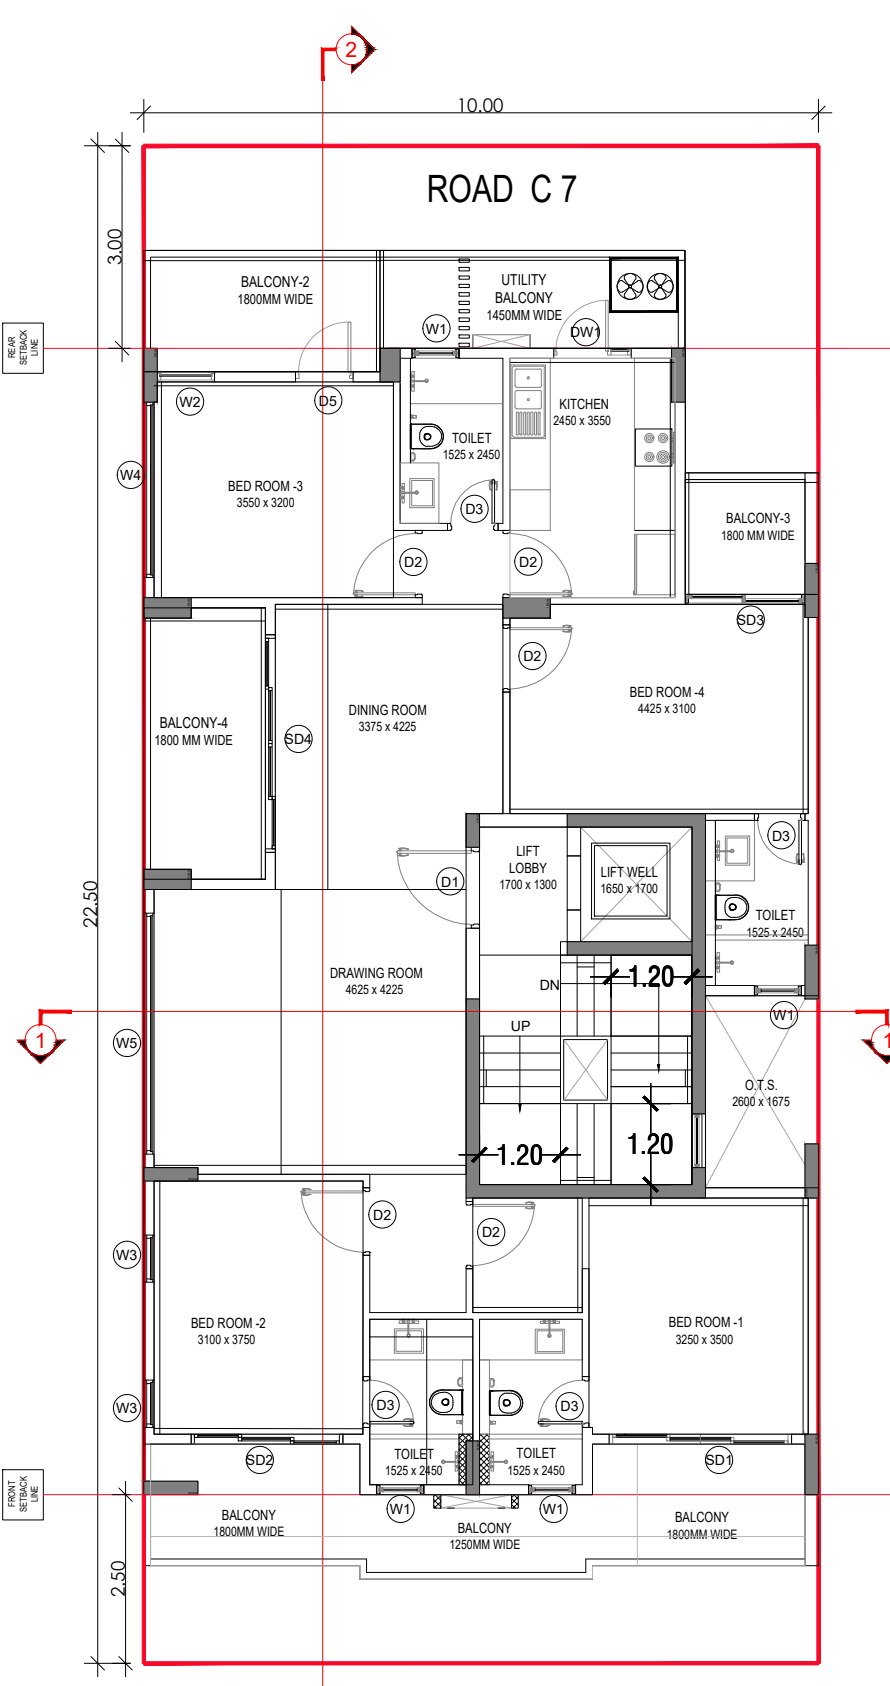 2
10.00
ROAD C 7
3.00
BALCONY-2
1800MM WIDE
UTILITY
BALCONY
1450MM WIDE
W1
DW1
REAR
SETBACK
LINE
W2
D5
KITCHEN
2450 x 3550
TOILET
1525 x 2450
W4
BED ROOM -3
3550 x 3200
D3
BALCONY-3
1800 MM WIDE
D2
D2
SD3
D2
BED ROOM -4
4425 x 3100
DINING ROOM
3375 x 4225
BALCONY-4
1800 MM WIDE
SD4
D3
LIFT
LOBBY
1700 x 1300
LIFT WELL
1650 x 1700
D1
22.50
TOILET
1525 x 2450
DRAWING ROOM
4625 x 4225
DN
1.20
UP
W1
1
W5
1
O.T.S.
2600 x 1675
1.20
1.20
D2
D2
W3
BED ROOM -2
3100 x 3750
BED ROOM -1
3250 x 3500
W3
D3
D3
SD2
TOILET
1525 x 2450
TOILET
1525 x 2450
SD1
FRONT
SETBACK
LINE
W1
W1
BALCONY
1800MM WIDE
BALCONY
1250MM WIDE
BALCONY
1800MM WIDE
2.50